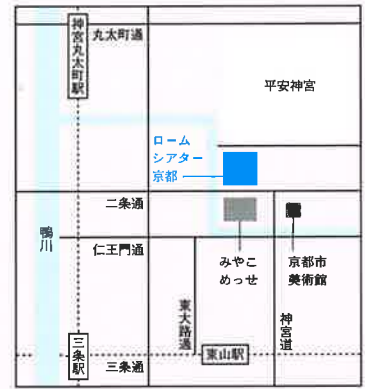 神宮丸太町駅
丸太町通
平安神宮
ローム
シアター
京都
二条通
鴨川
仁王門通
みやこ
めっせ
京都市
美術館
東大路通
神宮道
三条駅
三条通
東山駅